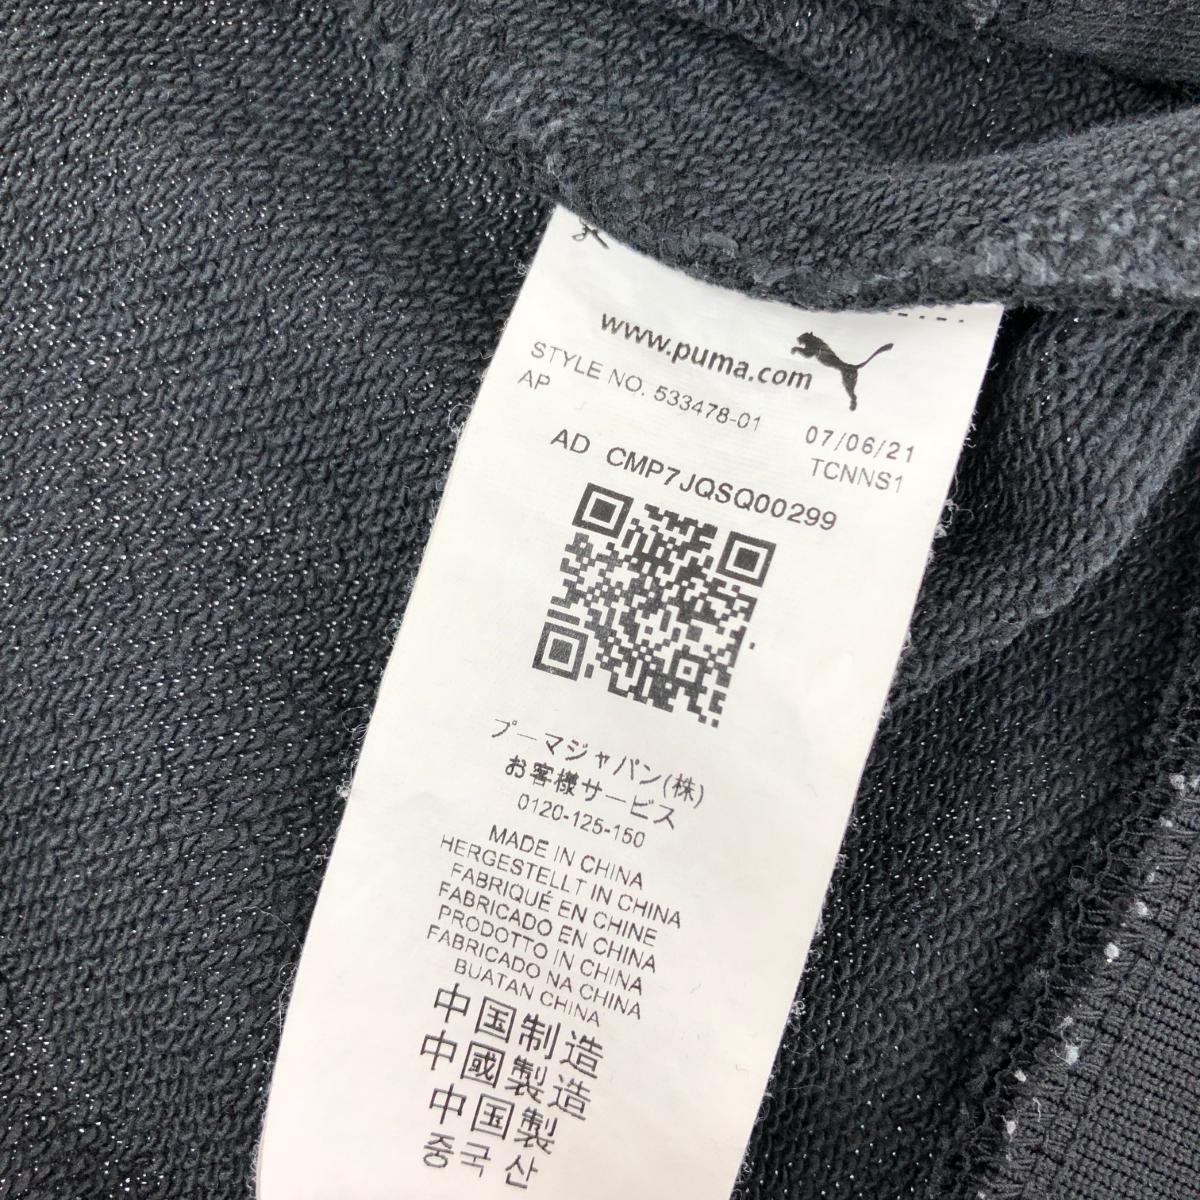 www.puma.com
STYLE NO. 533478-01
AP
07/06/21
TCNNS1
AD CMP7JQSQ00299
プーマジャパン(株)
お客様サービス
0120-125-150
MADE IN CHINA
HERGESTELLT IN CHINA
FABRIQUÉ EN CHINE
FABRICADO EN CHINA
PRODOTTO IN CHINA
FABRICADO NA CHINA
BUATAN CHINA
中国制造
中國製造
中国製
중국 산